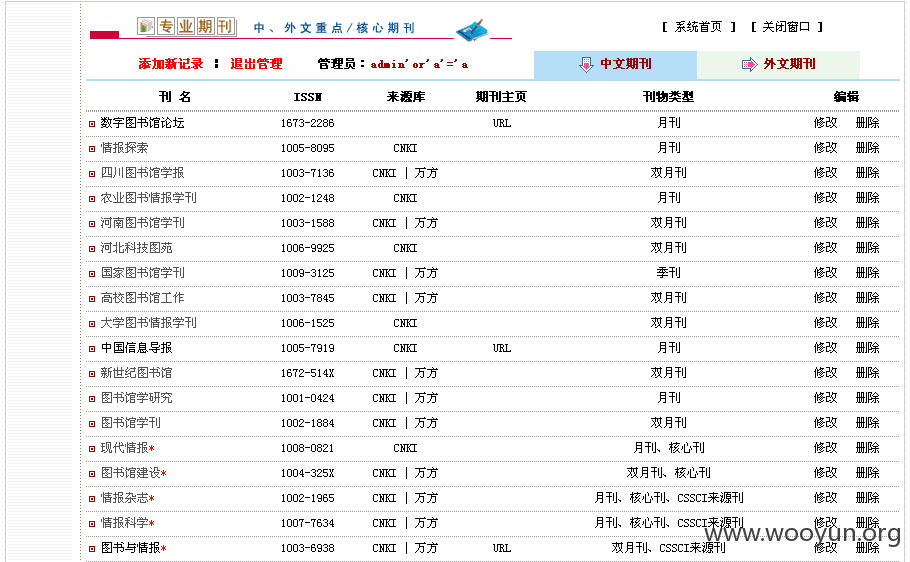 专业期刊 中、外文重点/核心期刊 [ 系统首页 ] [ 关闭窗口 ]
添加新记录 : 退出管理 管理员:admin'or'a'='a 中文期刊 外文期刊
刊 名 ISSN 来源库 期刊主页 刊物类型 编辑
数字图书馆论坛 1673-2286 URL 月刊 修改 删除
情报探索 1005-8095 CNKI 月刊 修改 删除
四川图书馆学报 1003-7136 CNKI | 万方 双月刊 修改 删除
农业图书情报学刊 1002-1248 CNKI 月刊 修改 删除
河南图书馆学刊 1003-1588 CNKI | 万方 双月刊 修改 删除
河北科技图苑 1006-9925 CNKI 双月刊 修改 删除
国家图书馆学刊 1009-3125 CNKI | 万方 季刊 修改 删除
高校图书馆工作 1003-7845 CNKI | 万方 双月刊 修改 删除
大学图书情报学刊 1006-1525 CNKI 双月刊 修改 删除
中国信息导报 1005-7919 CNKI URL 月刊 修改 删除
新世纪图书馆 1672-514X CNKI | 万方 双月刊 修改 删除
图书馆学研究 1001-0424 CNKI | 万方 月刊 修改 删除
图书馆学刊 1002-1884 CNKI | 万方 双月刊 修改 删除
现代情报* 1008-0821 CNKI 月刊、核心刊 修改 删除
图书馆建设* 1004-325X CNKI | 万方 双月刊、核心刊 修改 删除
情报杂志* 1002-1965 CNKI | 万方 月刊、核心刊、CSSCI来源刊 修改 删除
情报科学* 1007-7634 CNKI | 万方 月刊、核心刊、CSSCI来源刊 修改 删除
www.wooyun.org
图书与情报* 1003-6938 CNKI | 万方 URL 双月刊、CSSCI来源刊 修改 删除